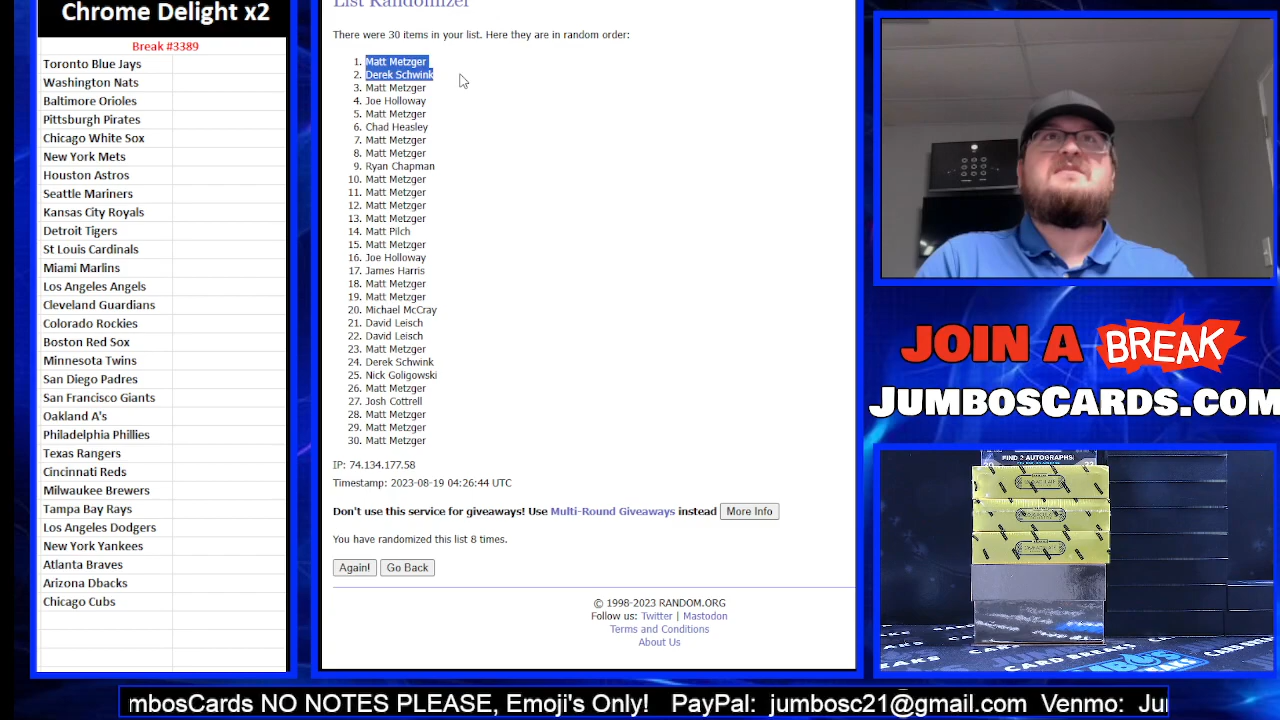 Chrome Delight x2
Break #3389
Toronto Blue Jays
Washington Nats
Baltimore Orioles
Pittsburgh Pirates
Chicago White Sox
New York Mets
Houston Astros
Seattle Mariners
Kansas City Royals
Detroit Tigers
St Louis Cardinals
Miami Marlins
Los Angeles Angels
Cleveland Guardians
Colorado Rockies
Boston Red Sox
Minnesota Twins
San Diego Padres
San Francisco Giants
Oakland A's
Philadelphia Phillies
Texas Rangers
Cincinnati Reds
Milwaukee Brewers
Tampa Bay Rays
Los Angeles Dodgers
New York Yankees
Atlanta Braves
Arizona Dbacks
Chicago Cubs
List Randomizer
There were 30 items in your list. Here they are in random order:
1. Matt Metzger
2. Derek Schwink
3. Matt Metzger
4. Joe Holloway
5. Matt Metzger
6. Chad Heasley
7. Matt Metzger
8. Matt Metzger
9. Ryan Chapman
10. Matt Metzger
11. Matt Metzger
12. Matt Metzger
13. Matt Metzger
14. Matt Pilch
15. Matt Metzger
16. Joe Holloway
17. James Harris
18. Matt Metzger
19. Matt Metzger
20. Michael McCray
21. David Leisch
22. David Leisch
23. Matt Metzger
24. Derek Schwink
25. Nick Goligowski
26. Matt Metzger
27. Josh Cottrell
28. Matt Metzger
29. Matt Metzger
30. Matt Metzger
IP: 74.134.177.58
Timestamp: 2023-08-19 04:26:44 UTC
Don't use this service for giveaways! Use Multi-Round Giveaways instead More Info
You have randomized this list 8 times.
Again! Go Back
© 1998-2023 RANDOM.ORG
Follow us: Twitter | Mastodon
Terms and Conditions
About Us
JOIN A BREAK
JUMBOSCARDS.COM
FIND 2 AUTOGRAPHS
mbosCards NO NOTES PLEASE, Emoji's Only! PayPal: jumbosc21@gmail.com Venmo: Ju